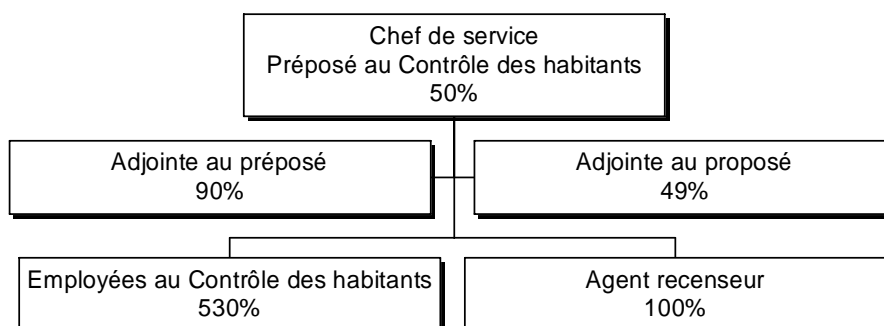 Chef de service
Préposé au Contrôle des habitants
50%
Adjointe au préposé
90%
Adjointe au proposé
49%
Employées au Contrôle des habitants
530%
Agent recenseur
100%